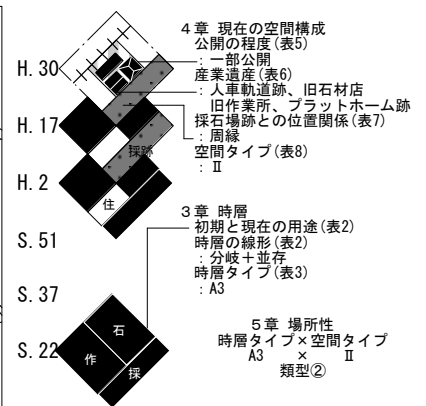 ４章 現在の空間構成
公開の程度(表5)
：一部公開
産業遺産(表6)
：人車軌道跡、旧石材店
旧作業所、プラットホーム跡
採石場跡との位置関係(表7)
：周縁
空間タイプ(表8)
：Ⅱ
H. 30
H. 17
採跡
H. 2
住
３章 時層
初期と現在の用途(表2)
時層の線形(表2)
：分岐＋並存
時層タイプ(表3)
：A3
S. 51
S. 37
S. 22
石
作
採
５章 場所性
時層タイプ×空間タイプ
A3 × Ⅱ
類型②